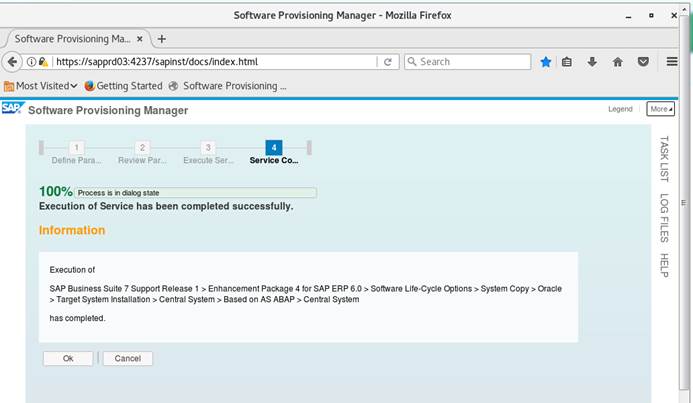 Software Provisioning Manager - Mozilla Firefox
Software Provisioning Ma...
https://sapprd03:4237/sapinst/docs/index.html
Search
Most Visited
Getting Started
Software Provisioning ...
SAP
Software Provisioning Manager
Legend
More
1
2
3
4
Define Para...
Review Par...
Execute Ser...
Service Co...
TASK LIST
LOG FILES
HELP
100%
Process is in dialog state
Execution of Service has been completed successfully.
Information
Execution of
SAP Business Suite 7 Support Release 1 > Enhancement Package 4 for SAP ERP 6.0 > Software Life-Cycle Options > System Copy > Oracle
> Target System Installation > Central System > Based on AS ABAP > Central System
has completed.
Ok
Cancel